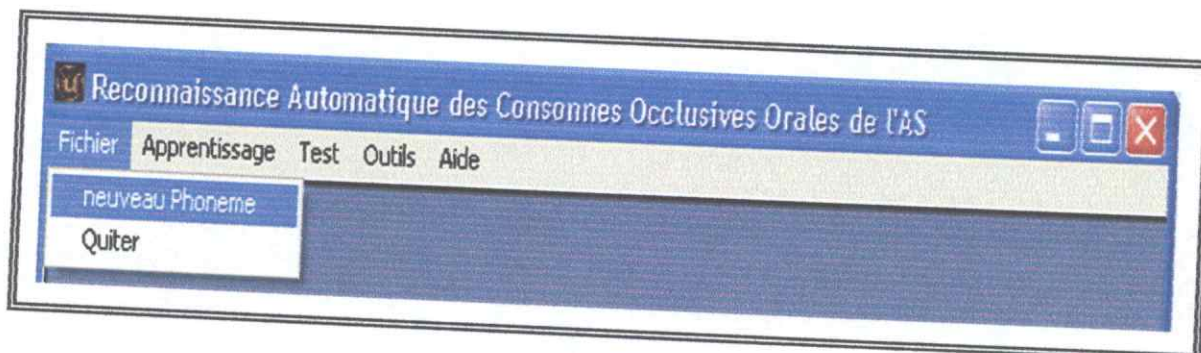 Reconnaissance Automatique des Consonnes Occlusives Orales de l'AS
Fichier Apprentissage Test Outils Aide
neuveau Phoneme
Quiter